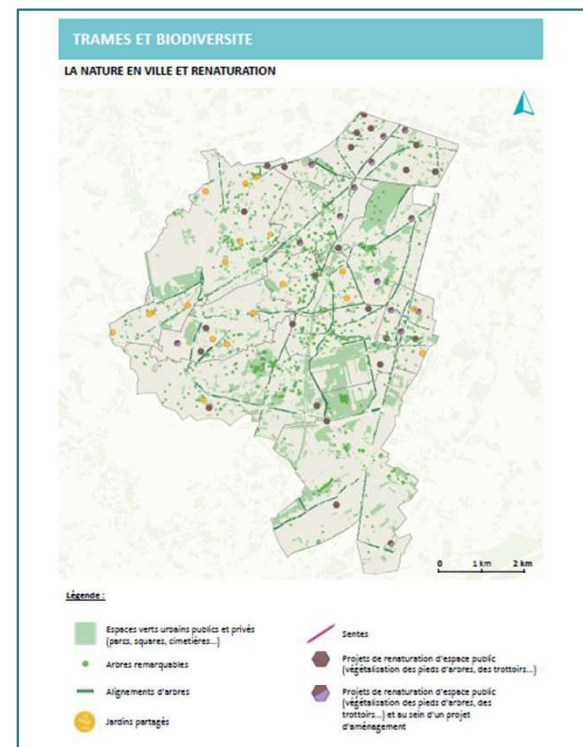 TRAMES ET BIODIVERSITE
LA NATURE EN VILLE ET RENATURATION
0 1 km 2 km
Légende :
Espaces verts urbains publics et privés
(parcs, squares, cimetières...)
Arbres remarquables
Alignements d'arbres
Jardins partagés
Sentes
Projets de renaturation d'espace public
(végétalisation des pieds d'arbres, des trottoirs...)
Projets de renaturation d'espace public
(végétalisation des pieds d'arbres, des
trottoirs...) et au sein d'un projet
d'aménagement